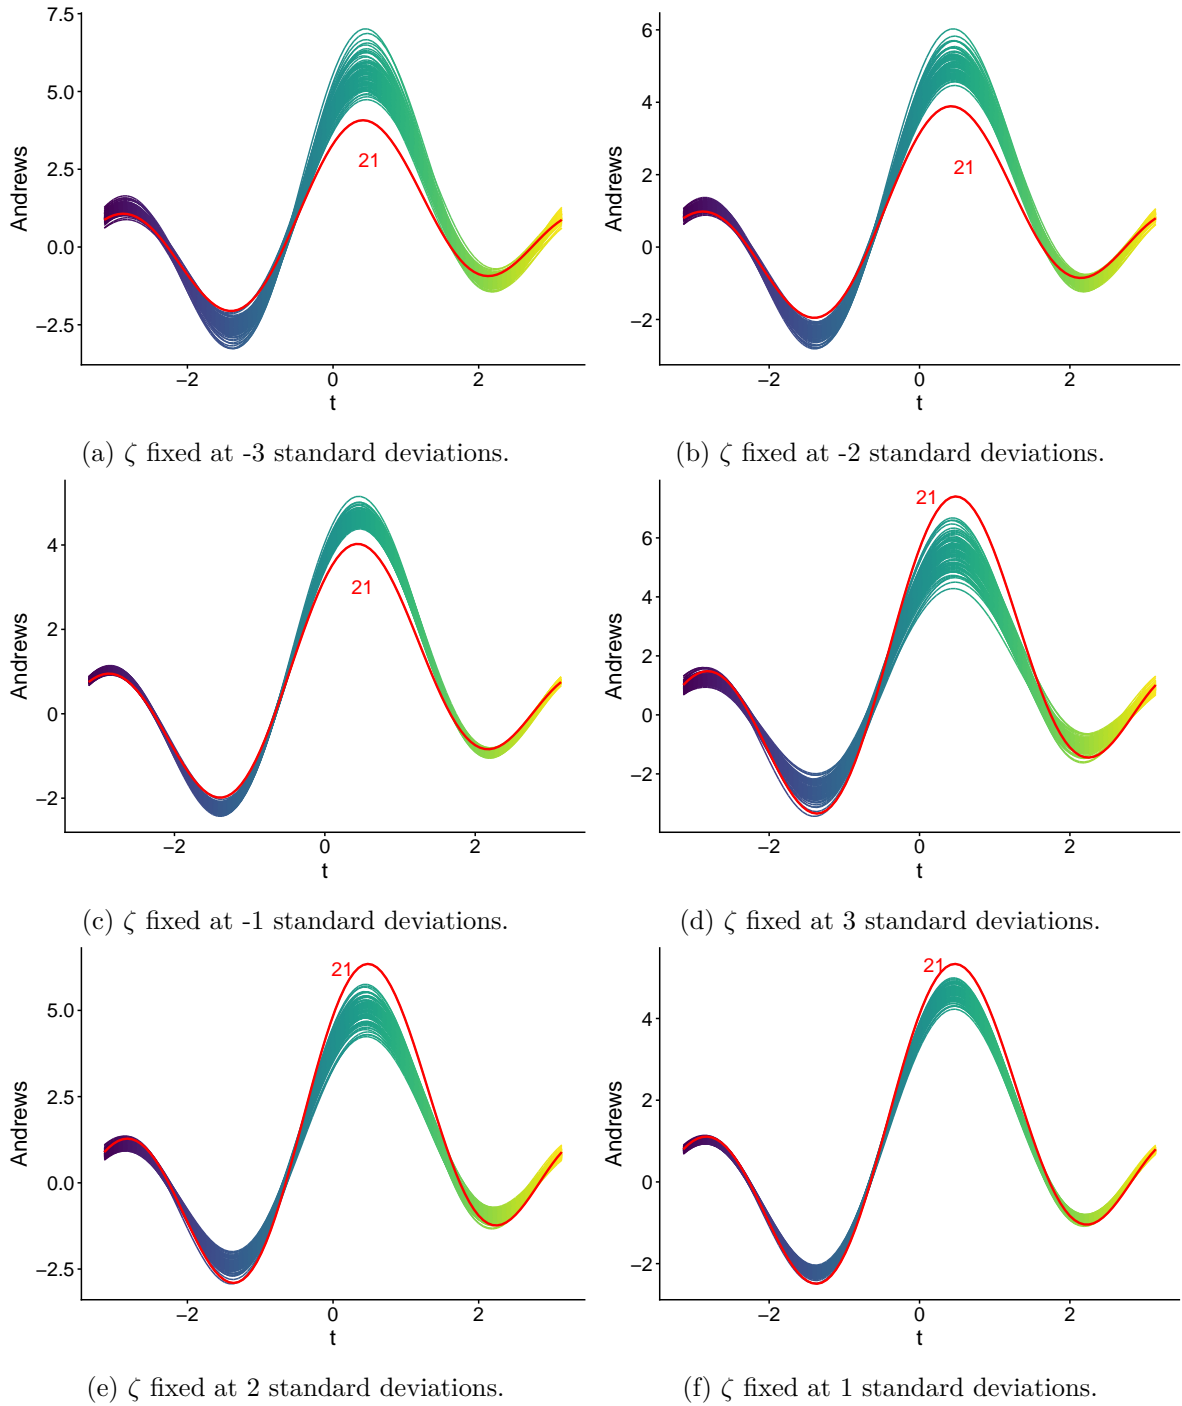 7.5
5.0
2.5
0.0
−2.5
Andrews
21
−2 0 2
t
6
4
2
0
−2
Andrews
21
−2 0 2
t
(a) ζ fixed at -3 standard deviations.
(b) ζ fixed at -2 standard deviations.
4
2
0
−2
Andrews
21
−2 0 2
t
6
4
2
0
−2
Andrews
21
−2 0 2
t
(c) ζ fixed at -1 standard deviations.
(d) ζ fixed at 3 standard deviations.
5.0
2.5
0.0
−2.5
Andrews
21
−2 0 2
t
4
2
0
−2
Andrews
21
−2 0 2
t
(e) ζ fixed at 2 standard deviations.
(f) ζ fixed at 1 standard deviations.